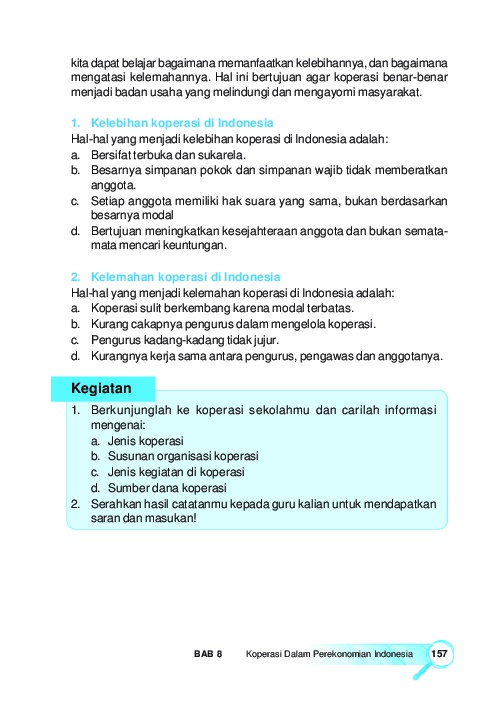 kita dapat belajar bagaimana memanfaatkan kelebihannya, dan bagaimana
mengatasi kelemahannya. Hal ini bertujuan agar koperasi benar-benar
menjadi badan usaha yang melindungi dan mengayomi masyarakat.
1. Kelebihan koperasi di Indonesia
Hal-hal yang menjadi kelebihan koperasi di Indonesia adalah:
a. Bersifat terbuka dan sukarela.
b. Besarnya simpanan pokok dan simpanan wajib tidak memberatkan
anggota.
c. Setiap anggota memiliki hak suara yang sama, bukan berdasarkan
besarnya modal
d. Bertujuan meningkatkan kesejahteraan anggota dan bukan semata-
mata mencari keuntungan.
2. Kelemahan koperasi di Indonesia
Hal-hal yang menjadi kelemahan koperasi di Indonesia adalah:
a. Koperasi sulit berkembang karena modal terbatas.
b. Kurang cakapnya pengurus dalam mengelola koperasi.
c. Pengurus kadang-kadang tidak jujur.
d. Kurangnya kerja sama antara pengurus, pengawas dan anggotanya.
Kegiatan
1. Berkunjunglah ke koperasi sekolahmu dan carilah informasi
mengenai:
a. Jenis koperasi
b. Susunan organisasi koperasi
c. Jenis kegiatan di koperasi
d. Sumber dana koperasi
2. Serahkan hasil catatanmu kepada guru kalian untuk mendapatkan
saran dan masukan!
BAB 8 Koperasi Dalam Perekonomian Indonesia 157